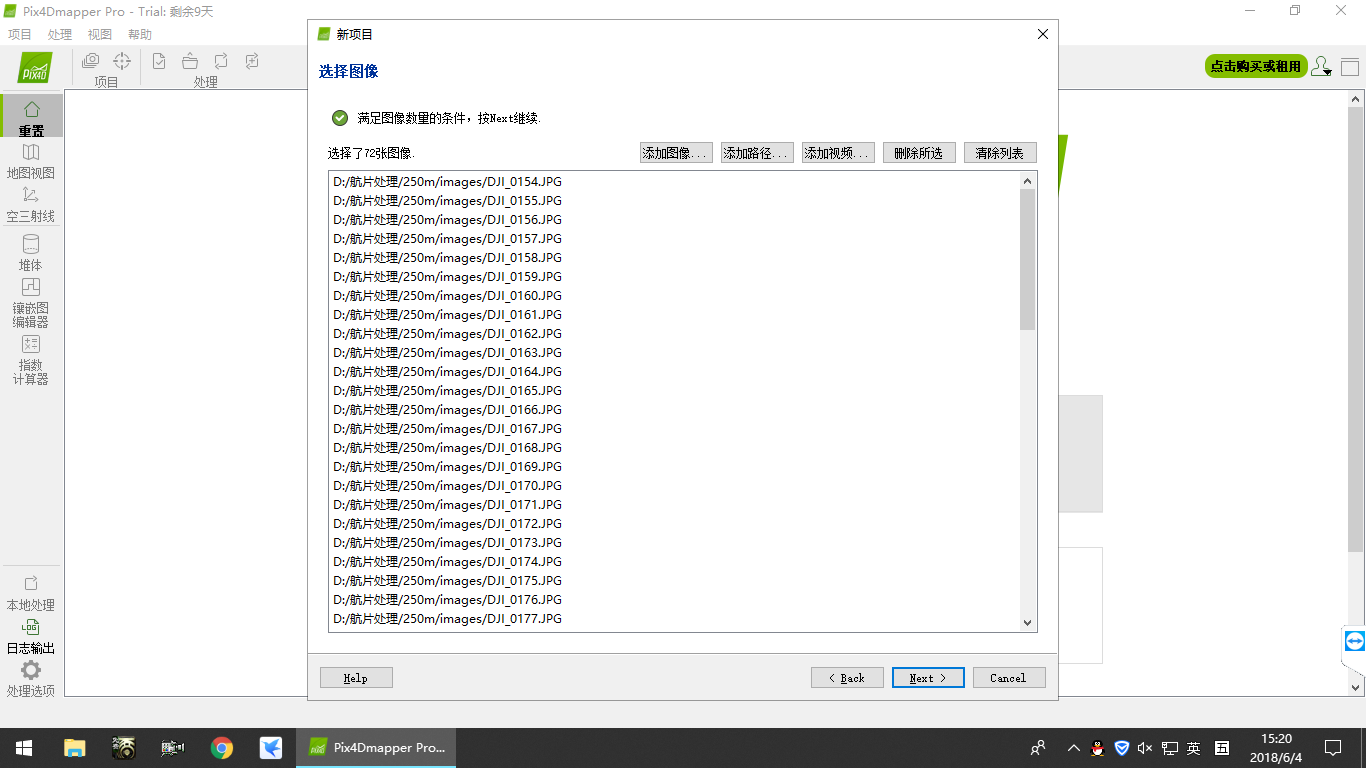 Pix4Dmapper Pro - Trial: 剩余9天
项目 处理 视图 帮助
PIX4D
项目
处理
点击购买或租用
重置
地图视图
空三射线
堆体
镶嵌图
编辑器
指数
计算器
本地处理
LOG
日志输出
处理选项
新项目
选择图像
满足图像数量的条件，按Next继续.
选择了72张图像.
添加图像... 添加路径... 添加视频... 删除所选 清除列表
D:/航片处理/250m/images/DJI_0154.JPG
D:/航片处理/250m/images/DJI_0155.JPG
D:/航片处理/250m/images/DJI_0156.JPG
D:/航片处理/250m/images/DJI_0157.JPG
D:/航片处理/250m/images/DJI_0158.JPG
D:/航片处理/250m/images/DJI_0159.JPG
D:/航片处理/250m/images/DJI_0160.JPG
D:/航片处理/250m/images/DJI_0161.JPG
D:/航片处理/250m/images/DJI_0162.JPG
D:/航片处理/250m/images/DJI_0163.JPG
D:/航片处理/250m/images/DJI_0164.JPG
D:/航片处理/250m/images/DJI_0165.JPG
D:/航片处理/250m/images/DJI_0166.JPG
D:/航片处理/250m/images/DJI_0167.JPG
D:/航片处理/250m/images/DJI_0168.JPG
D:/航片处理/250m/images/DJI_0169.JPG
D:/航片处理/250m/images/DJI_0170.JPG
D:/航片处理/250m/images/DJI_0171.JPG
D:/航片处理/250m/images/DJI_0172.JPG
D:/航片处理/250m/images/DJI_0173.JPG
D:/航片处理/250m/images/DJI_0174.JPG
D:/航片处理/250m/images/DJI_0175.JPG
D:/航片处理/250m/images/DJI_0176.JPG
D:/航片处理/250m/images/DJI_0177.JPG
Help < Back Next > Cancel
Pix4Dmapper Pro...
英 五
15:20
2018/6/4